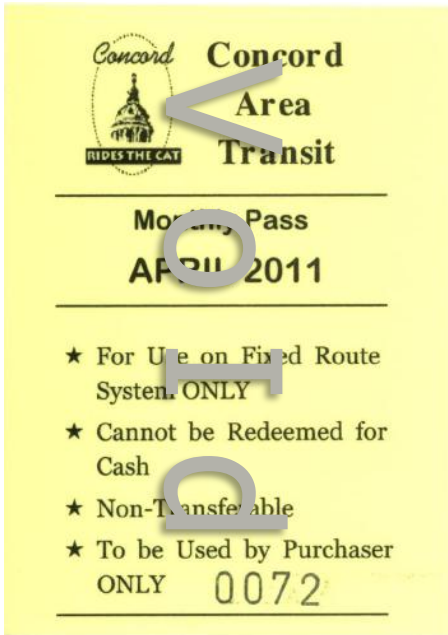 Concord
RIDES THE CAT
Concord
Area
Transit
Monthly Pass
APRIL 2011
★ For Use on Fixed Route
System ONLY
★ Cannot be Redeemed for
Cash
★ Non-Transferable
★ To be Used by Purchaser
ONLY
0072
VOID